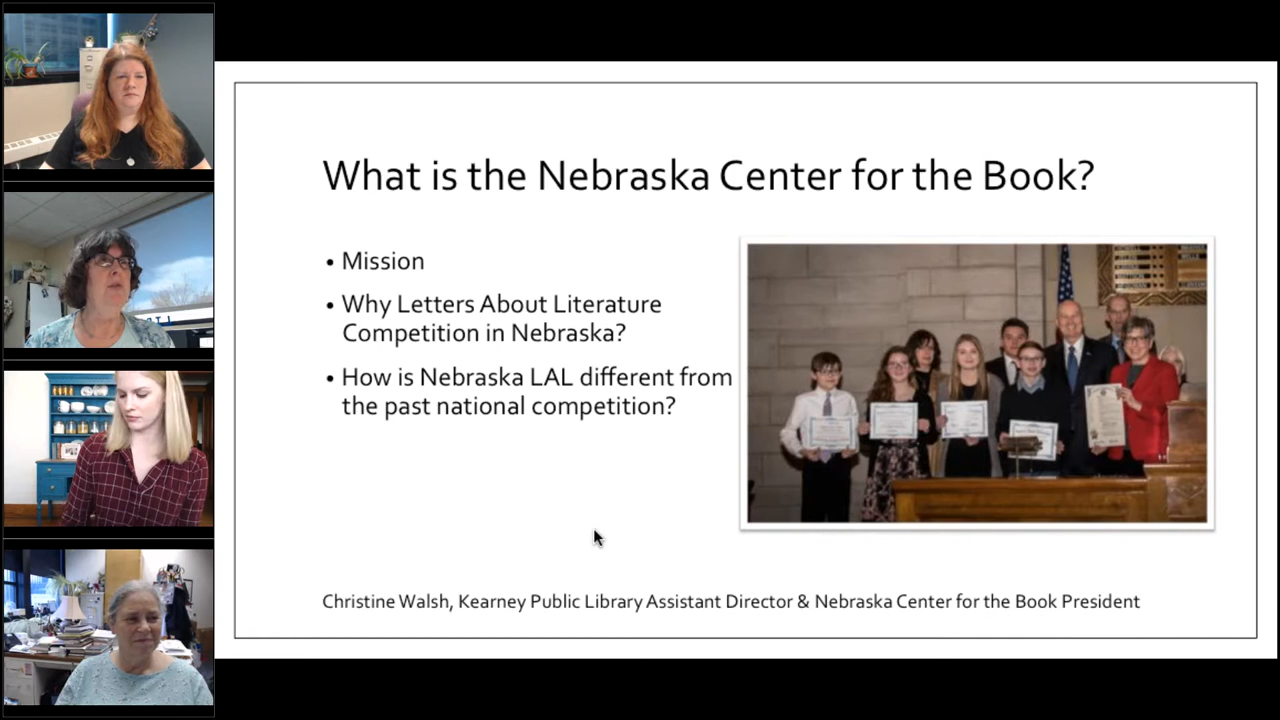 What is the Nebraska Center for the Book?
• Mission
• Why Letters About Literature
Competition in Nebraska?
• How is Nebraska LAL different from
the past national competition?
Christine Walsh, Kearney Public Library Assistant Director & Nebraska Center for the Book President